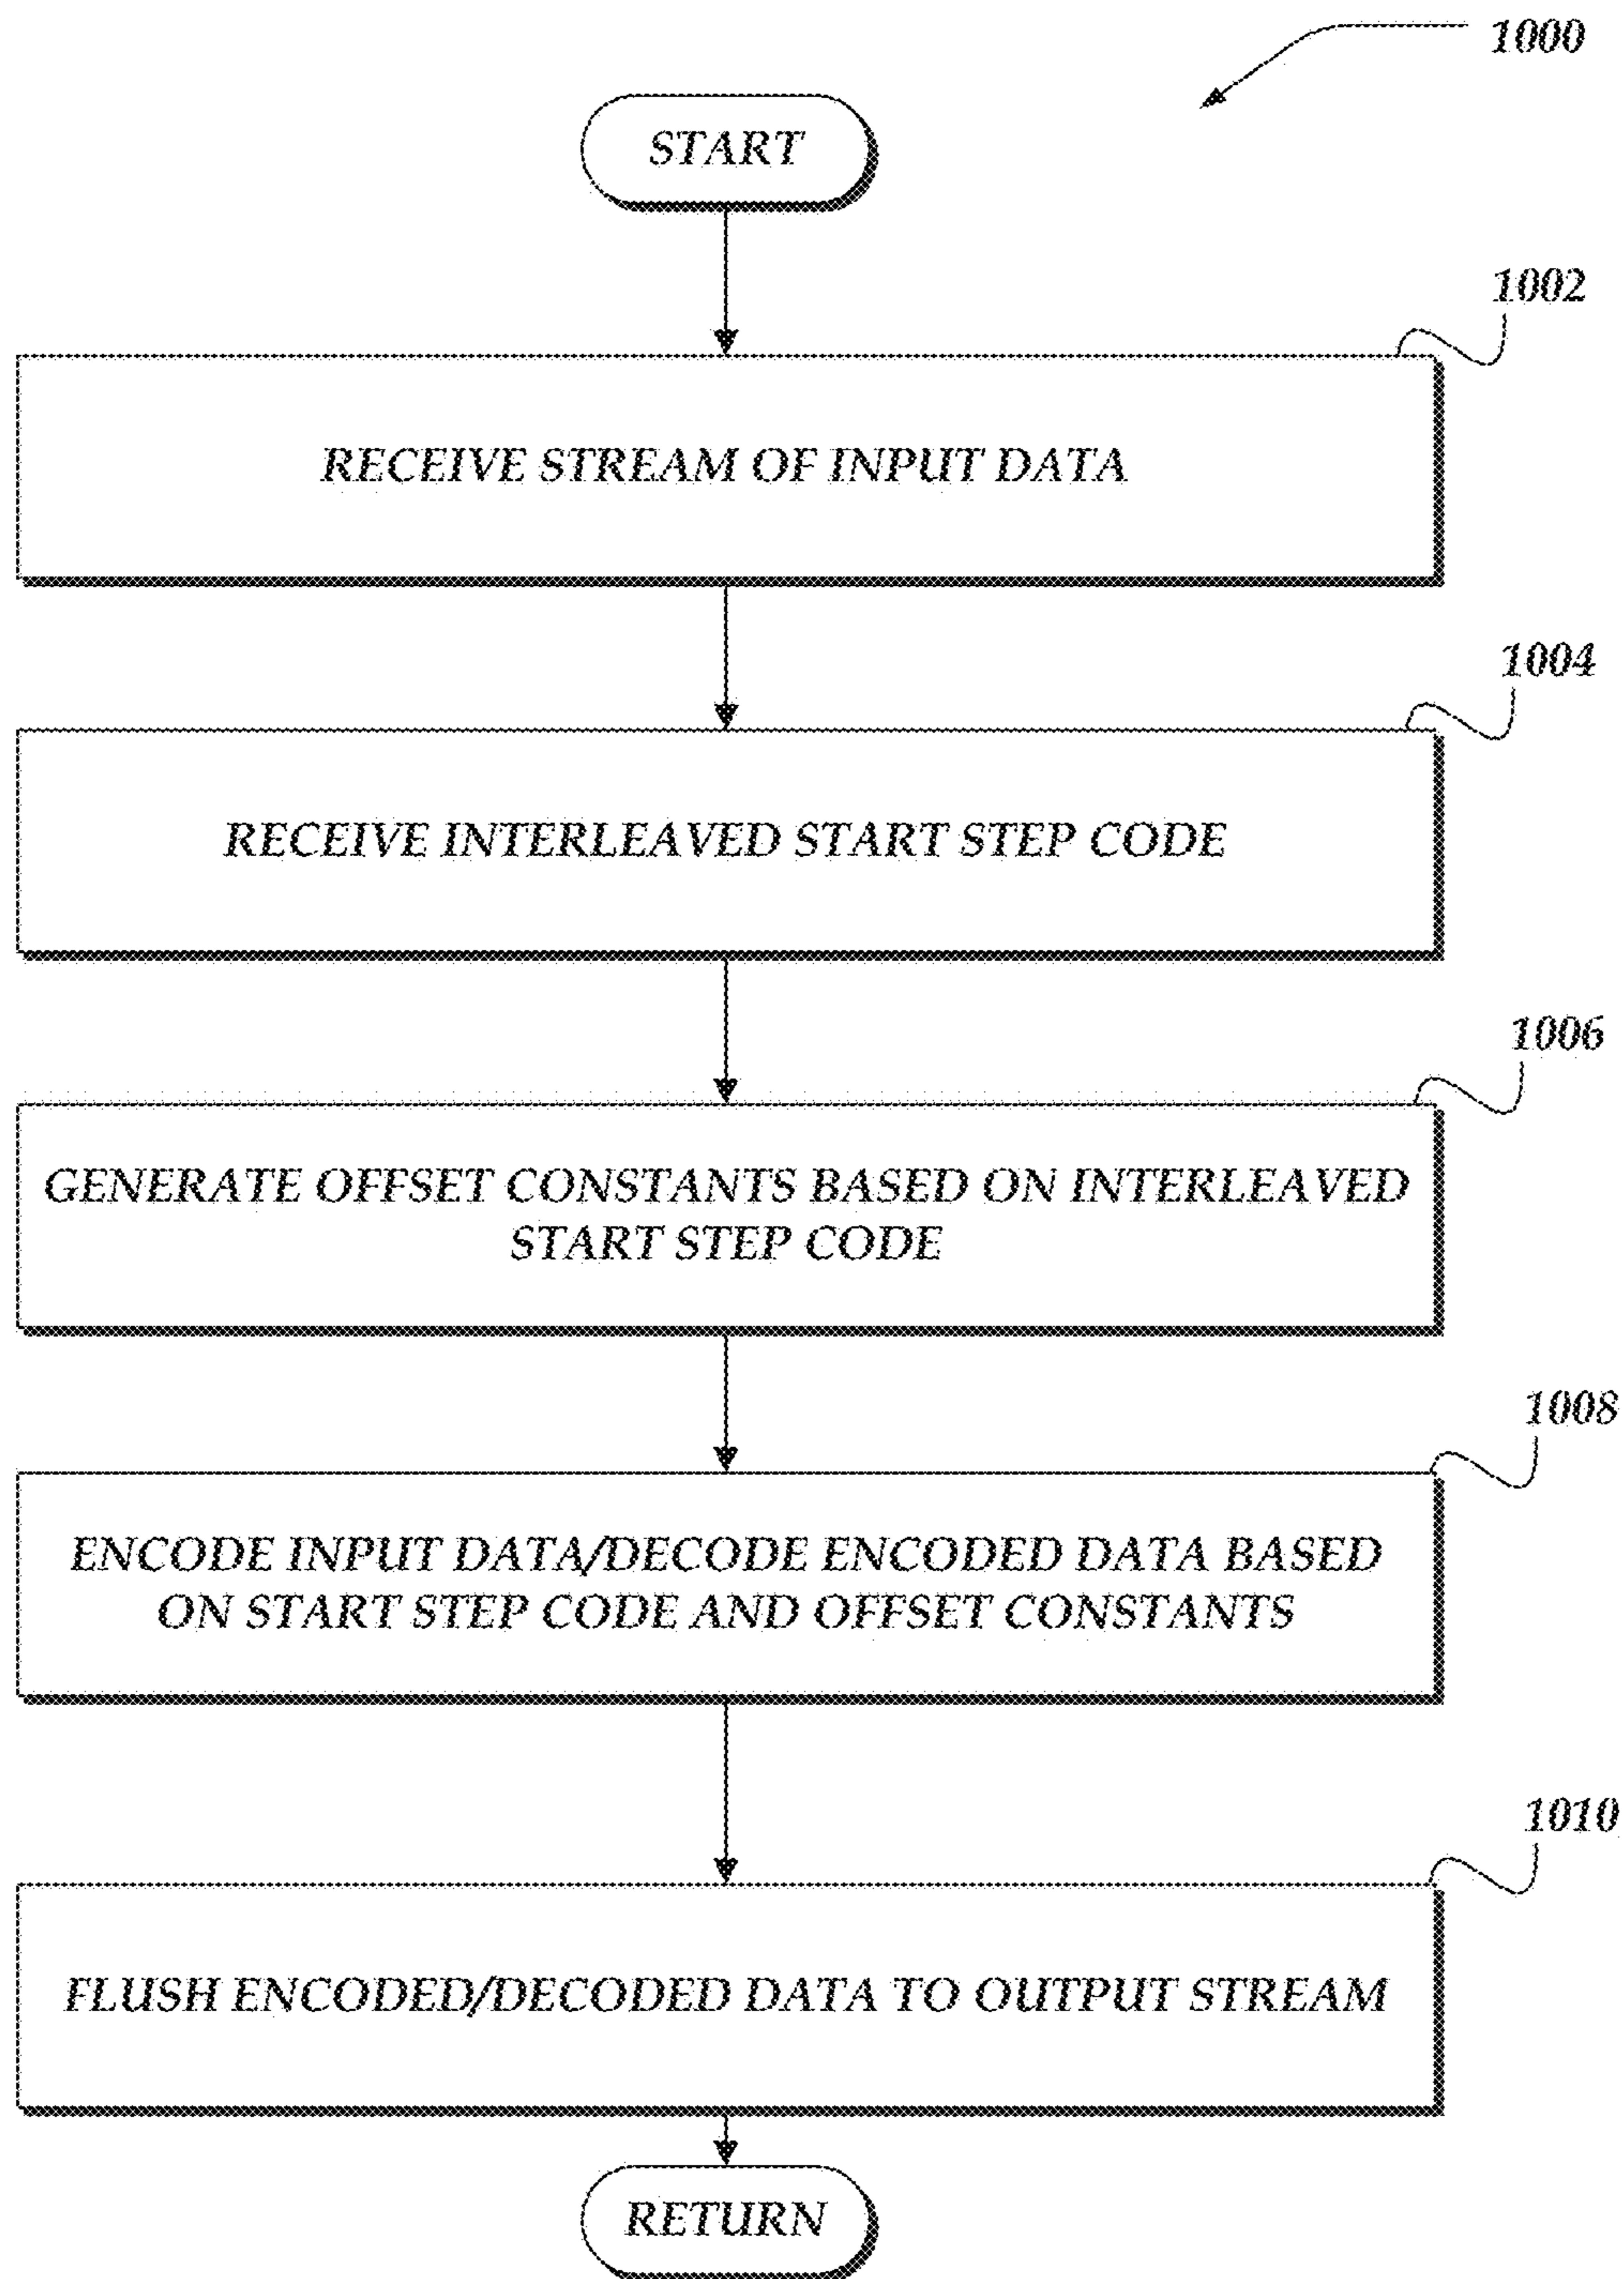 1000
START
1002
RECEIVE STREAM OF INPUT DATA
1004
RECEIVE INTERLEAVED START STEP CODE
1006
GENERATE OFFSET CONSTANTS BASED ON INTERLEAVED
START STEP CODE
1008
ENCODE INPUT DATA/DECODE ENCODED DATA BASED
ON START STEP CODE AND OFFSET CONSTANTS
1010
FLUSH ENCODED/DECODED DATA TO OUTPUT STREAM
RETURN